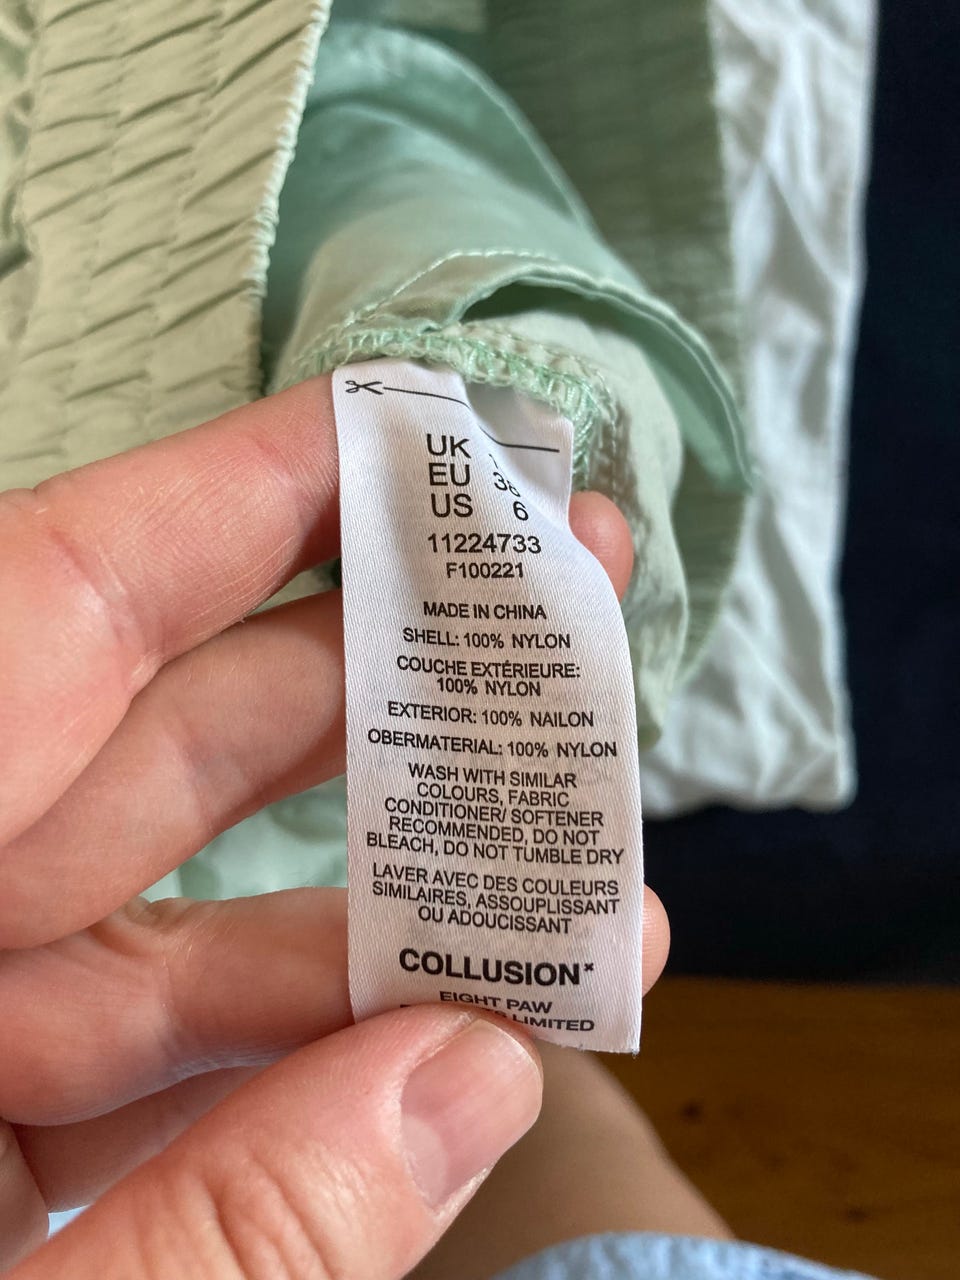 UK
EU 38
US 6
11224733
F100221
MADE IN CHINA
SHELL: 100% NYLON
COUCHE EXTÉRIEURE:
100% NYLON
EXTERIOR: 100% NAILON
OBERMATERIAL: 100% NYLON
WASH WITH SIMILAR
COLOURS, FABRIC
CONDITIONER/ SOFTENER
RECOMMENDED, DO NOT
BLEACH, DO NOT TUMBLE DRY
LAVER AVEC DES COULEURS
SIMILAIRES, ASSOUPLISSANT
OU ADOUCISSANT
COLLUSION*
EIGHT PAW
LIMITED